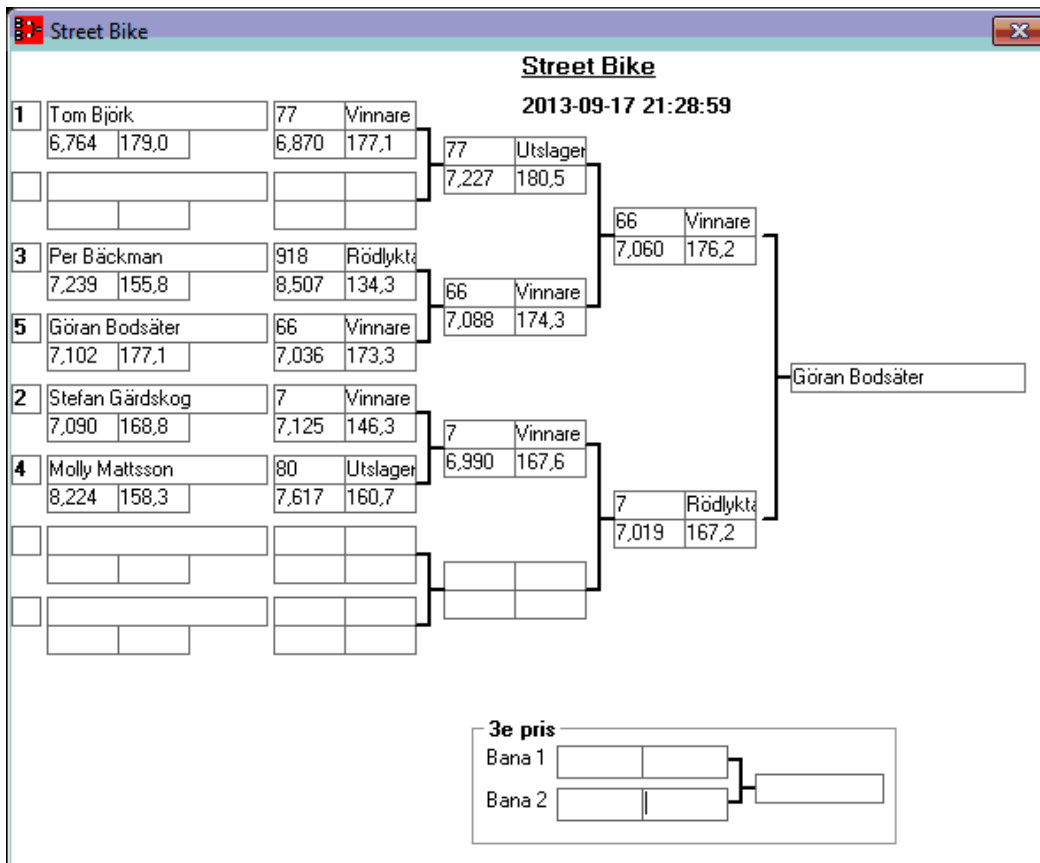 Street Bike
Street Bike
2013-09-17 21:28:59
1 Tom Björk 77 Vinnare
6,764 179,0 6,870 177,1
77 Utslager
7,227 180,5
66 Vinnare
7,060 176,2
3 Per Bäckman 918 Rödlykta
7,239 155,8 8,507 134,3
66 Vinnare
7,088 174,3
5 Göran Bodsäter 66 Vinnare
7,102 177,1 7,036 173,3
Göran Bodsäter
2 Stefan Gärdskog 7 Vinnare
7,090 168,8 7,125 146,3
7 Vinnare
6,990 167,6
4 Molly Mattsson 80 Utslager
8,224 158,3 7,617 160,7
7 Rödlykta
7,019 167,2
3e pris
Bana 1
Bana 2